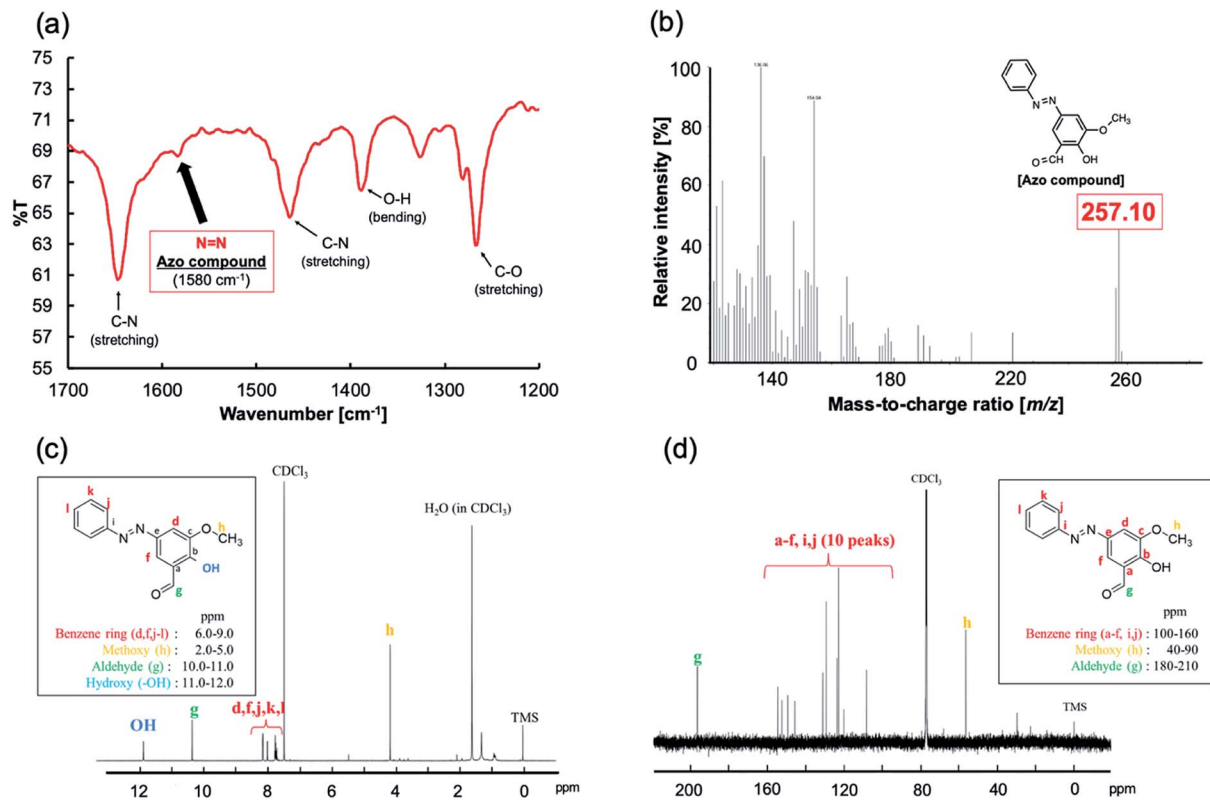 (a)
75
73
71
69
67
65
63
61
59
57
55
%T
1700
1600
1500
1400
1300
1200
Wavenumber [cm-1]
N=N
Azo compound
(1580 cm-1)
C-N
(stretching)
C-N
(stretching)
O-H
(bending)
C-O
(stretching)
(b)
100
80
60
40
20
0
Relative intensity [%]
140
180
220
260
Mass-to-charge ratio [m/z]
136.06
154.04
N
N
O
CH3
O
OH
[Azo compound]
257.10
(c)
k
l
j
i
N
N
e
d
c
O
h
CH3
f
b
OH
a
g
O
ppm
Benzene ring (d,f,j-l) : 6.0-9.0
Methoxy (h) : 2.0-5.0
Aldehyde (g) : 10.0-11.0
Hydroxy (-OH) : 11.0-12.0
CDCl3
H2O (in CDCl3)
h
OH
g
d,f,j,k,l
TMS
12
10
8
6
4
2
0
ppm
(d)
CDCl3
a-f, i,j (10 peaks)
g
h
TMS
k
l
j
i
N
N
e
d
c
O
h
CH3
f
b
OH
a
g
O
ppm
Benzene ring (a-f, i,j) : 100-160
Methoxy (h) : 40-90
Aldehyde (g) : 180-210
200
160
120
80
40
0
ppm